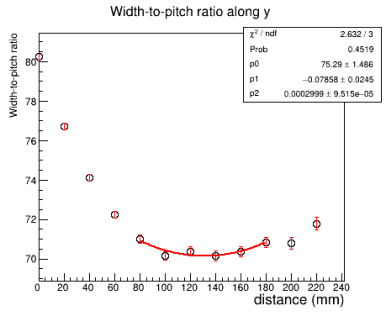 Width-to-pitch ratio along y
χ² / ndf 2.632 / 3
Prob 0.4519
p0 75.29 ± 1.486
p1 −0.07858 ± 0.0245
p2 0.0002999 ± 9.515e−05
Width-to-pitch ratio
80
78
76
74
72
70
0 20 40 60 80 100 120 140 160 180 200 220 240
distance (mm)